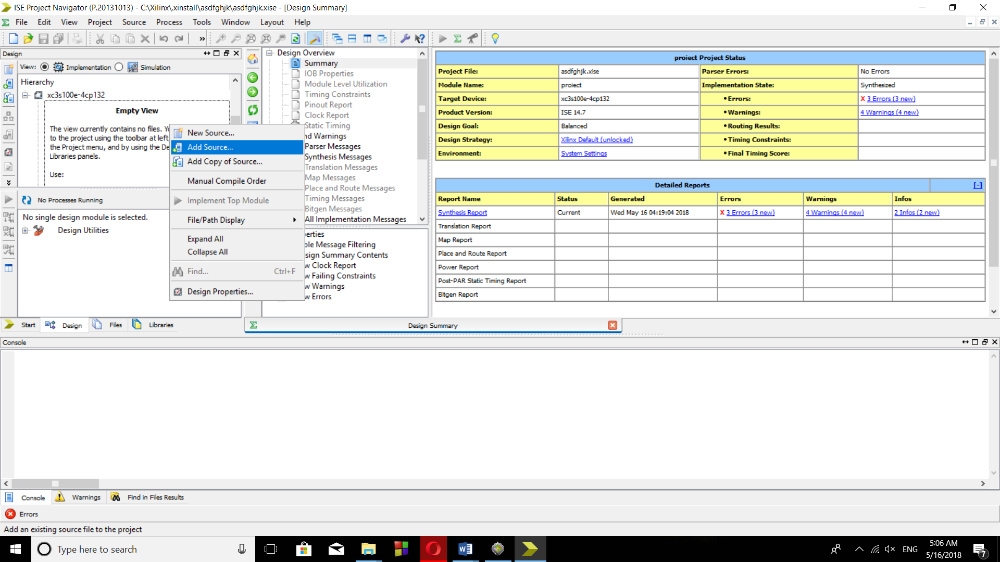 ISE Project Navigator (P.20131013) - C:\Xilinx\.xinstall\asdfghjk\asdfghjk.xise - [Design Summary]
File Edit View Project Source Process Tools Window Layout Help
Design
View: Implementation Simulation
Hierarchy
xc3s100e-4cp132
Empty View
The view currently contains no files. Yo
to the project using the toolbar at left
the Project menu, and by using the De
Libraries panels.
Use:
No Processes Running
No single design module is selected.
Design Utilities
Start Design Files Libraries
New Source...
Add Source...
Add Copy of Source...
Manual Compile Order
Implement Top Module
File/Path Display
Expand All
Collapse All
Find... Ctrl+F
Design Properties...
Design Overview
Summary
IOB Properties
Module Level Utilization
Timing Constraints
Pinout Report
Clock Report
Static Timing
nd Warnings
Parser Messages
Synthesis Messages
Translation Messages
Map Messages
Place and Route Messages
Timing Messages
Bitgen Messages
All Implementation Messages
erties
ble Message Filtering
sign Summary Contents
w Clock Report
w Failing Constraints
w Warnings
w Errors
Design Summary
proiect Project Status
Project File: asdfghjk.xise Parser Errors: No Errors
Module Name: proiect Implementation State: Synthesized
Target Device: xc3s100e-4cp132 •Errors: X 3 Errors (3 new)
Product Version: ISE 14.7 •Warnings: 4 Warnings (4 new)
Design Goal: Balanced •Routing Results:
Design Strategy: Xilinx Default (unlocked) •Timing Constraints:
Environment: System Settings •Final Timing Score:
Detailed Reports [-]
Report Name Status Generated Errors Warnings Infos
Synthesis Report Current Wed May 16 04:19:04 2018 X 3 Errors (3 new) 4 Warnings (4 new) 2 Infos (2 new)
Translation Report
Map Report
Place and Route Report
Power Report
Post-PAR Static Timing Report
Bitgen Report
Console
Console Warnings Find in Files Results
Errors
Add an existing source file to the project
Type here to search
ENG
5:06 AM
5/16/2018
7